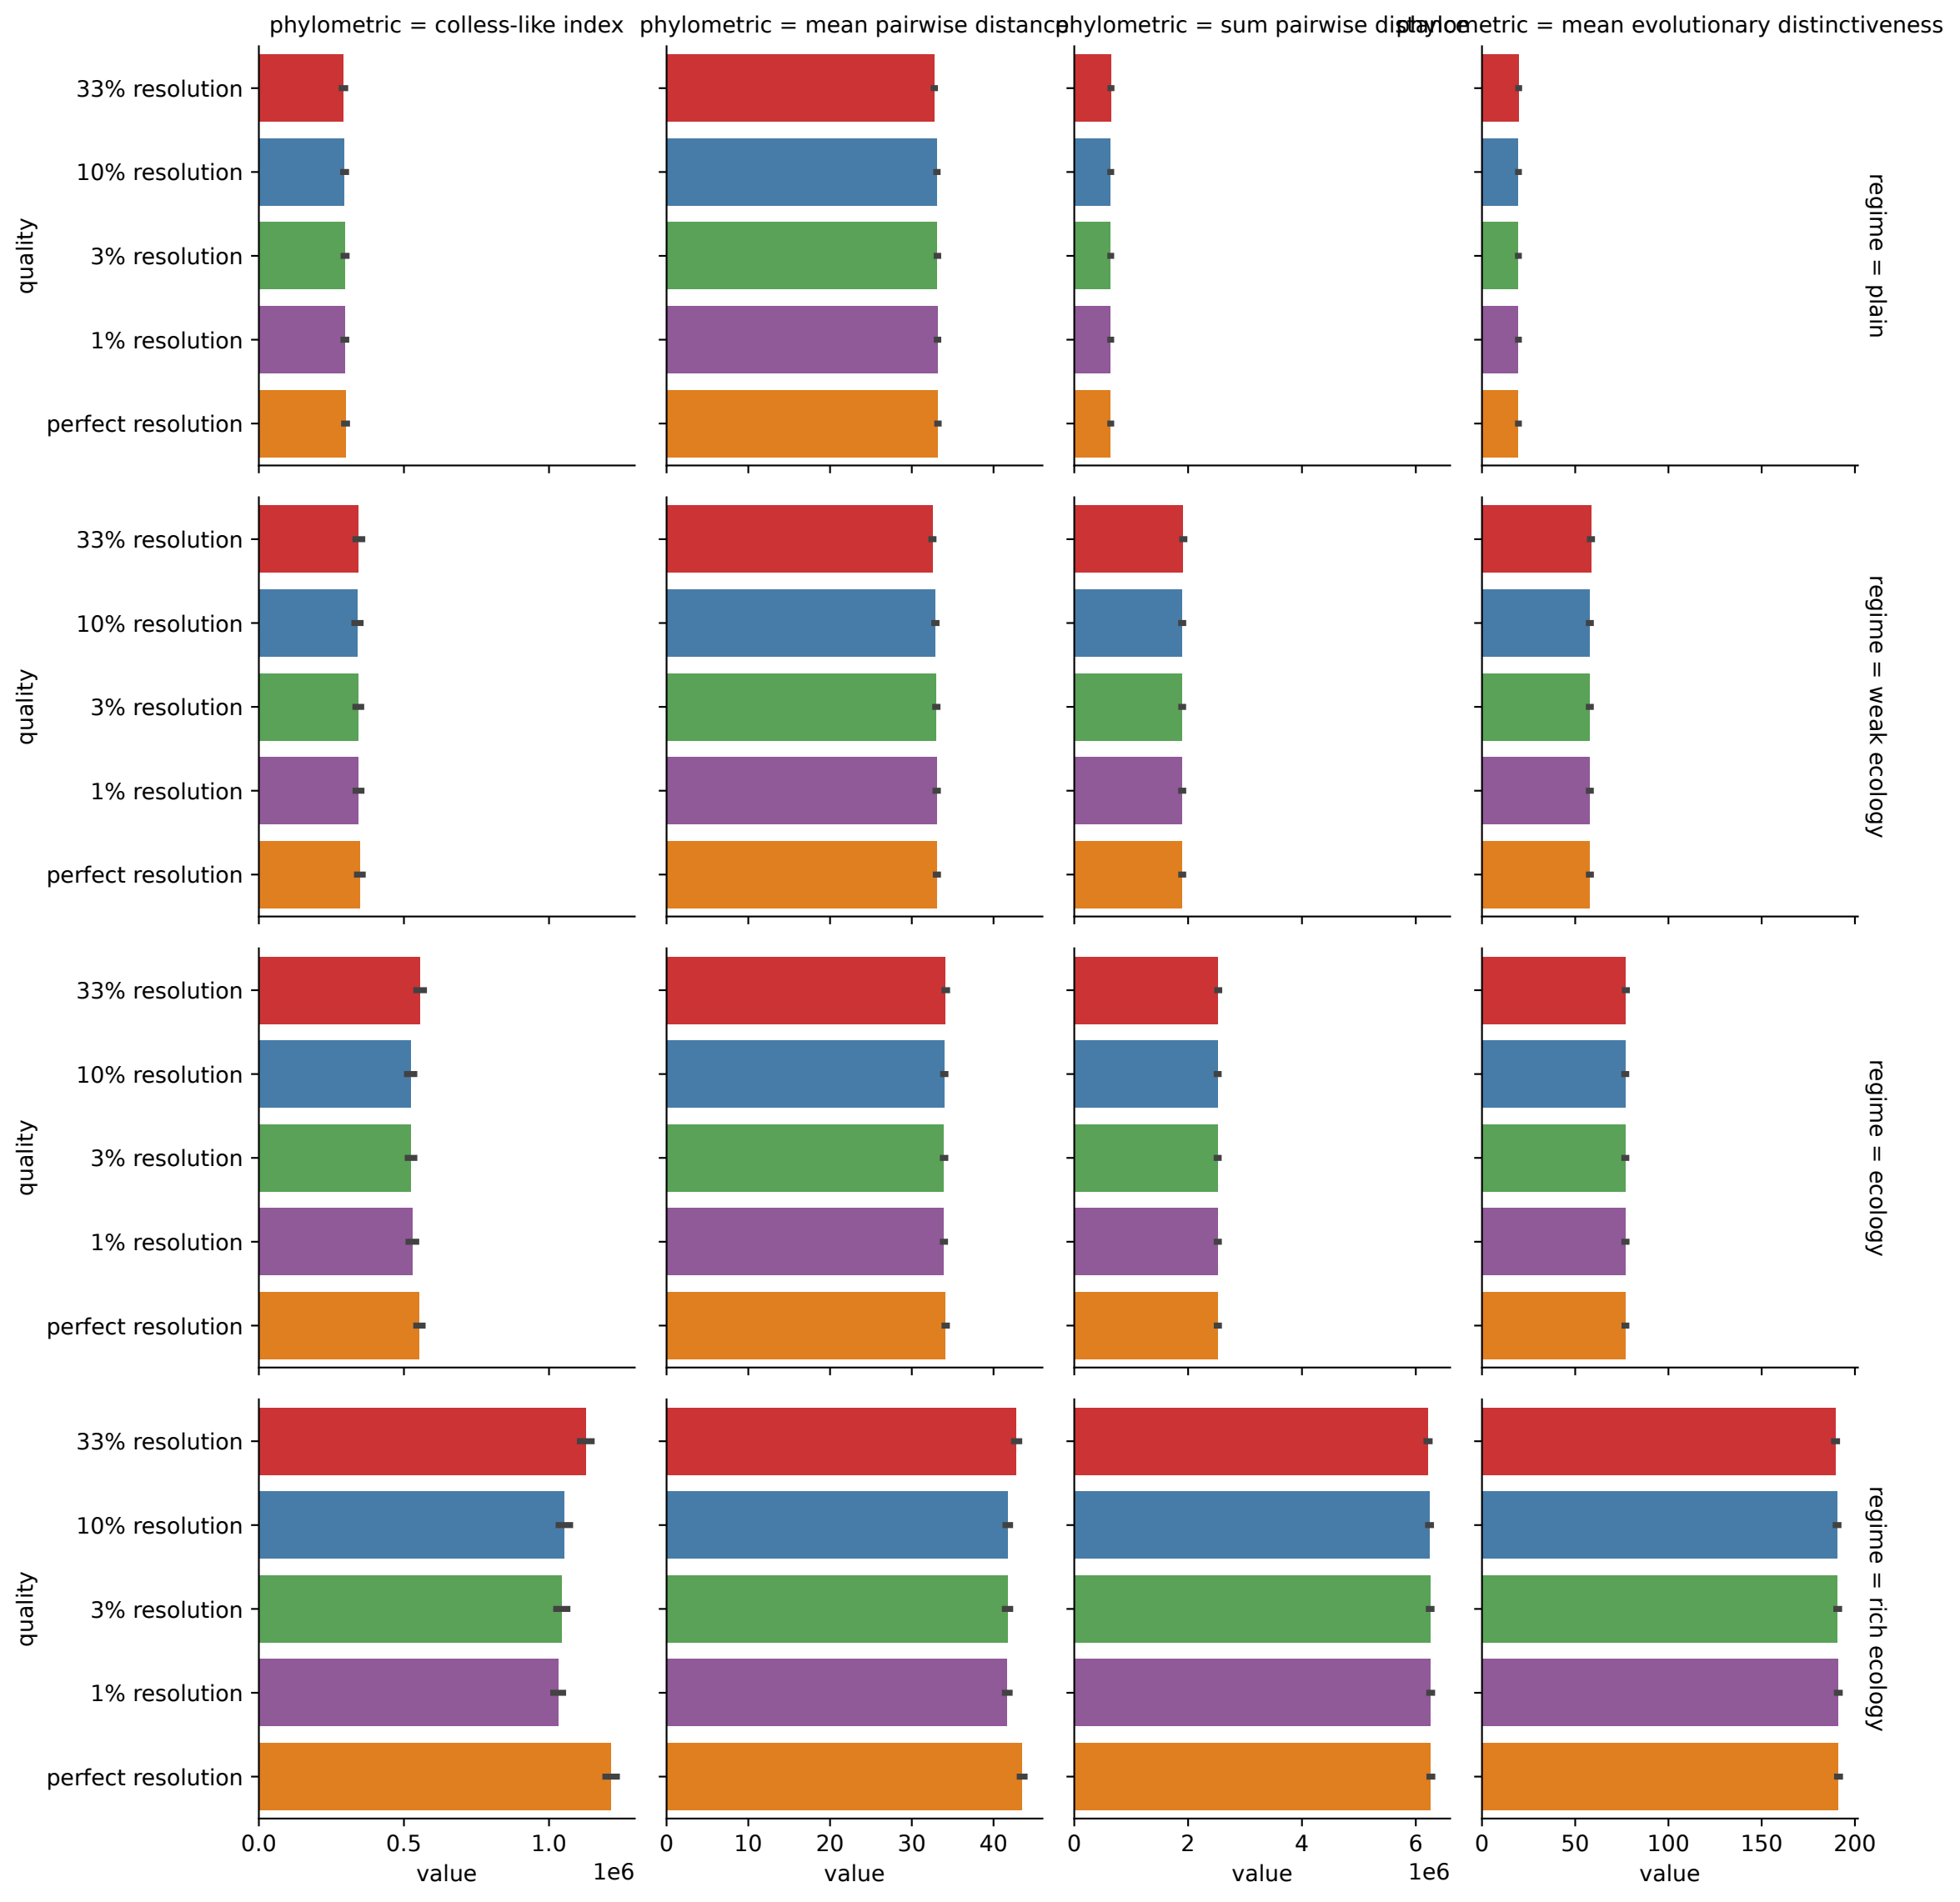 phylometric = colless-like index
phylometric = mean pairwise distance
phylometric = sum pairwise distance
phylometric = mean evolutionary distinctiveness
quality
33% resolution
10% resolution
3% resolution
1% resolution
perfect resolution
regime = plain
quality
33% resolution
10% resolution
3% resolution
1% resolution
perfect resolution
regime = weak ecology
quality
33% resolution
10% resolution
3% resolution
1% resolution
perfect resolution
regime = ecology
quality
33% resolution
10% resolution
3% resolution
1% resolution
perfect resolution
regime = rich ecology
0.0 0.5 1.0
1e6
value
0 10 20 30 40
value
0 2 4 6
1e6
value
0 50 100 150 200
value